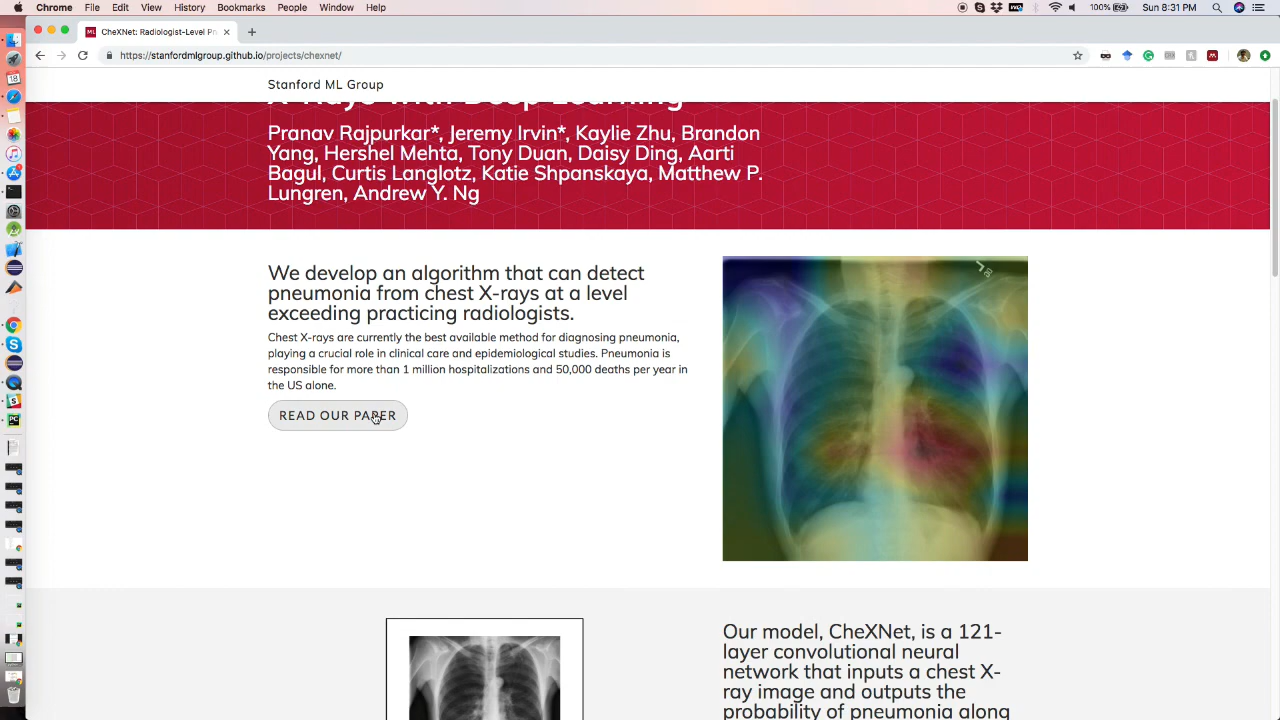 Chrome File Edit View History Bookmarks People Window Help
100% Sun 8:31 PM
CheXNet: Radiologist-Level Pn
https://stanfordmlgroup.github.io/projects/chexnet/
Stanford ML Group
X-Rays with Deep Learning
Pranav Rajpurkar*, Jeremy Irvin*, Kaylie Zhu, Brandon
Yang, Hershel Mehta, Tony Duan, Daisy Ding, Aarti
Bagul, Curtis Langlotz, Katie Shpanskaya, Matthew P.
Lungren, Andrew Y. Ng
We develop an algorithm that can detect
pneumonia from chest X-rays at a level
exceeding practicing radiologists.
Chest X-rays are currently the best available method for diagnosing pneumonia,
playing a crucial role in clinical care and epidemiological studies. Pneumonia is
responsible for more than 1 million hospitalizations and 50,000 deaths per year in
the US alone.
READ OUR PAPER
Our model, CheXNet, is a 121-
layer convolutional neural
network that inputs a chest X-
ray image and outputs the
probability of pneumonia along